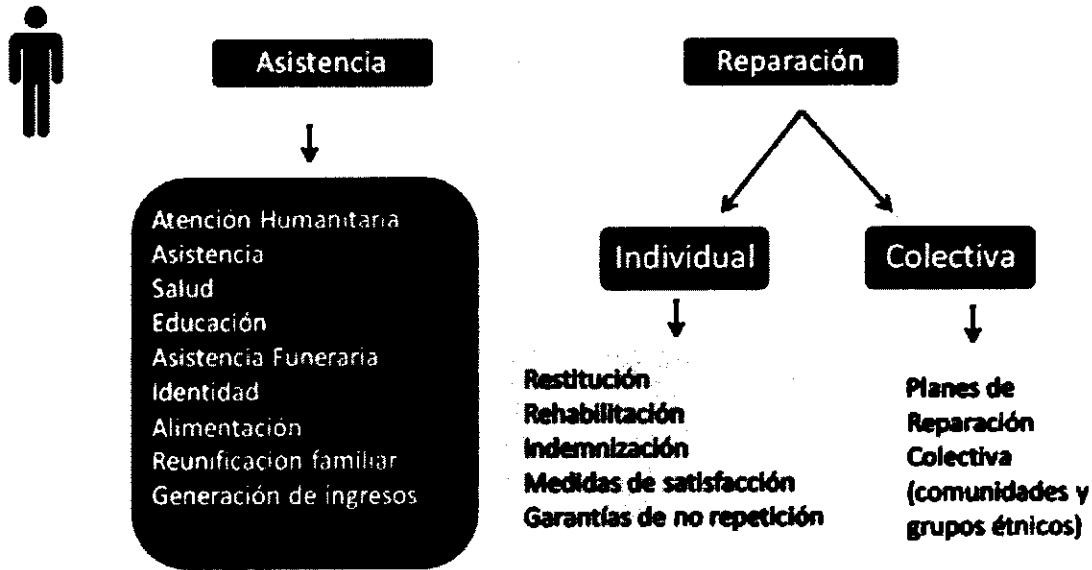 Asistencia
Atención Humanitaria
Asistencia
Salud
Educación
Asistencia Funeraria
Identidad
Alimentación
Reunificacion familiar
Generación de ingresos
Reparación
Individual
Restitución
Rehabilitación
Indemnización
Medidas de satisfacción
Garantías de no repetición
Colectiva
Planes de
Reparación
Colectiva
(comunidades y
grupos étnicos)